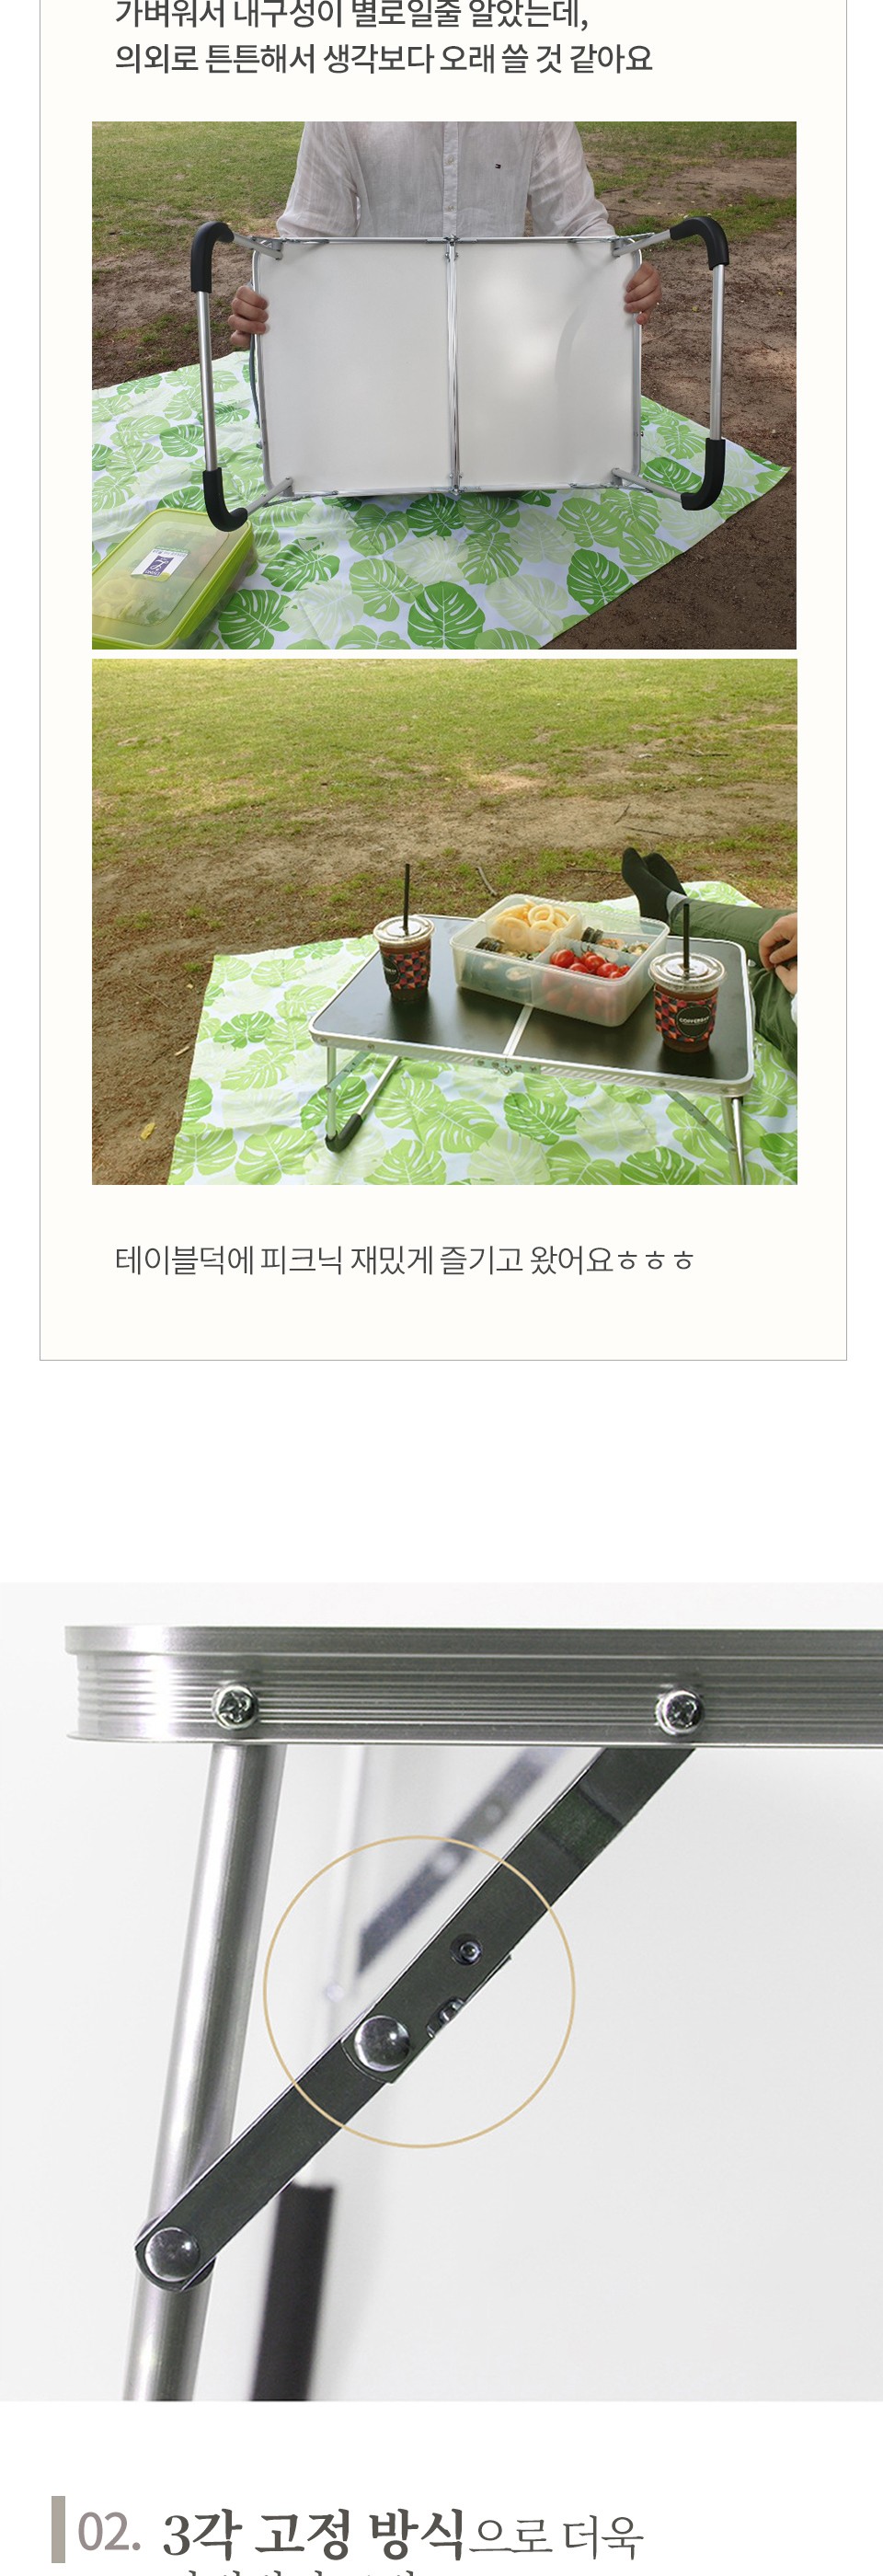 가벼워서 내구성이 별로일줄 알았는데,
의외로 튼튼해서 생각보다 오래 쓸 것 같아요
테이블덕에 피크닉 재밌게 즐기고 왔어요ㅎㅎㅎ
02. 3각 고정 방식으로 더욱